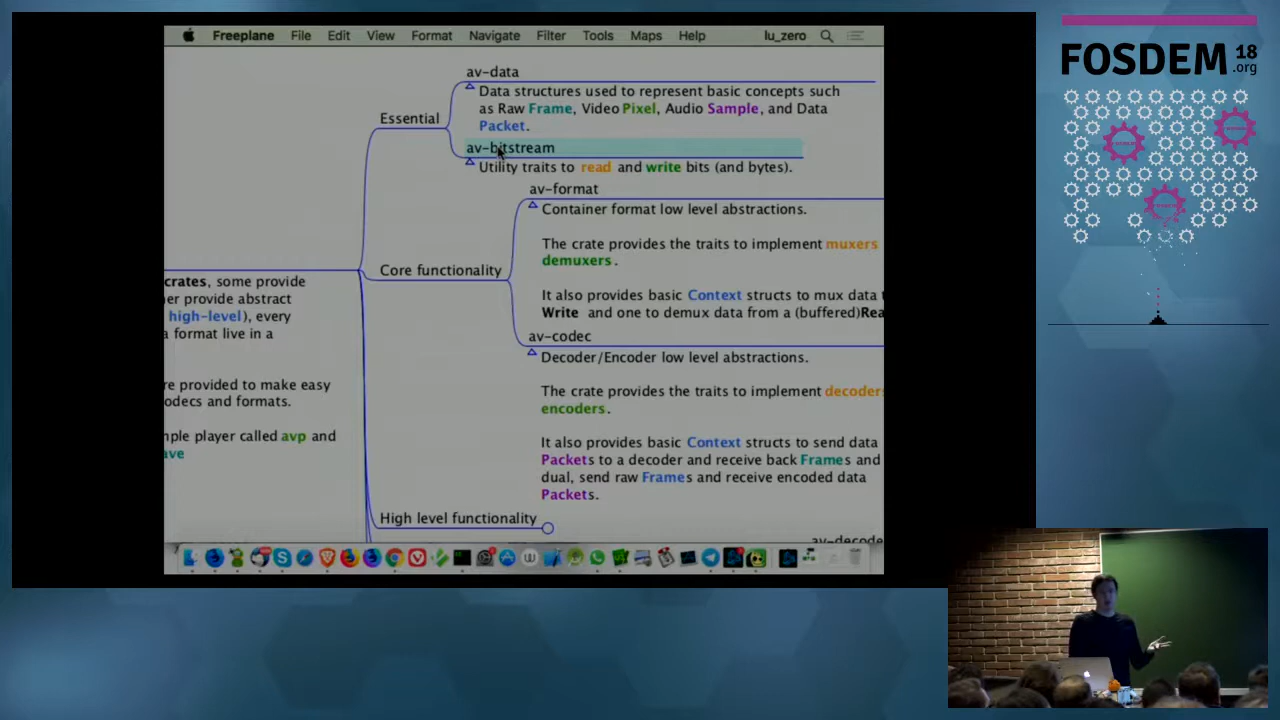 Freeplane File Edit View Format Navigate Filter Tools Maps Help lu_zero
FOSDEM 18
.org
av-data
Data structures used to represent basic concepts such
as Raw Frame, Video Pixel, Audio Sample, and Data
Packet.
Essential
av-bitstream
Utility traits to read and write bits (and bytes).
av-format
Container format low level abstractions.
The crate provides the traits to implement muxers
demuxers.
It also provides basic Context structs to mux data
Write and one to demux data from a (buffered)Rea
Core functionality
av-codec
Decoder/Encoder low level abstractions.
The crate provides the traits to implement decoder
encoders.
It also provides basic Context structs to send data
Packets to a decoder and receive back Frames and
dual, send raw Frames and receive encoded data
Packets.
crates, some provide
er provide abstract
high-level), every
a format live in a
re provided to make easy
odecs and formats.
mple player called avp and
ave
High level functionality
av-decode